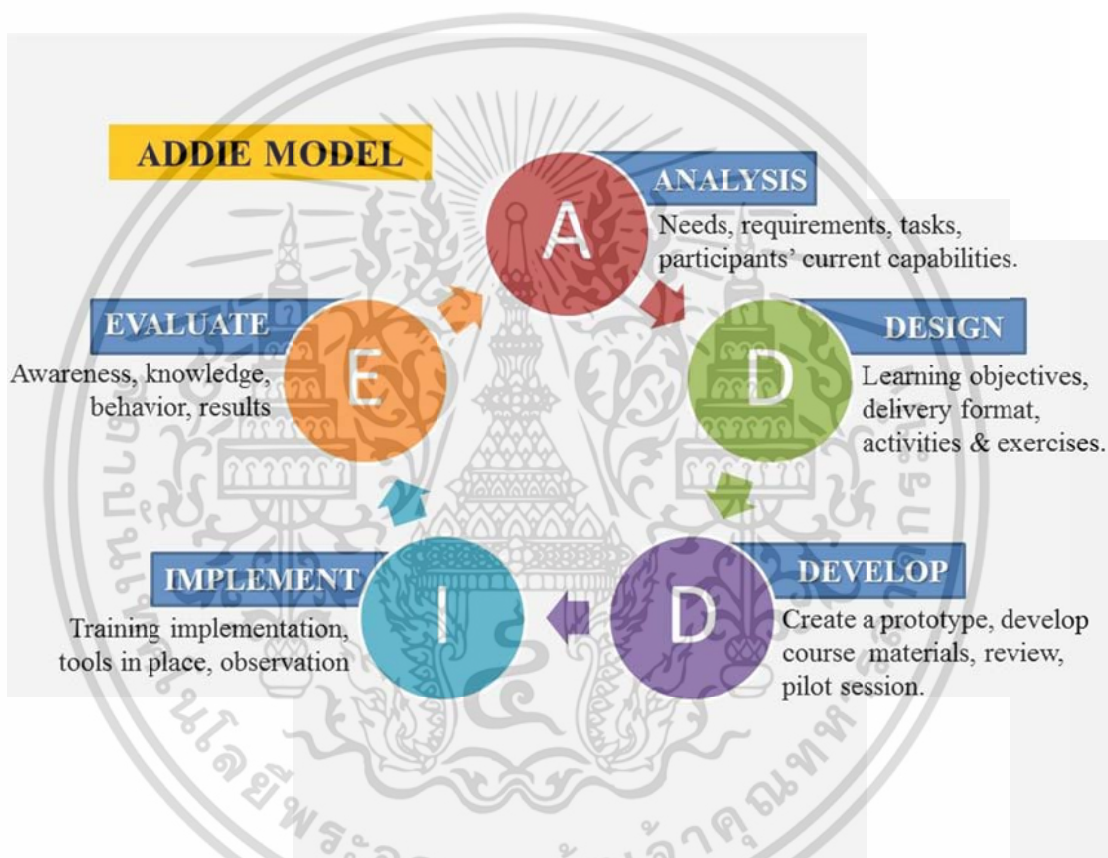 ADDIE MODEL
A
ANALYSIS
Needs, requirements, tasks,
participants' current capabilities.
D
DESIGN
Learning objectives,
delivery format,
activities & exercises.
D
DEVELOP
Create a prototype, develop
course materials, review,
pilot session.
I
IMPLEMENT
Training implementation,
tools in place, observation
E
EVALUATE
Awareness, knowledge,
behavior, results